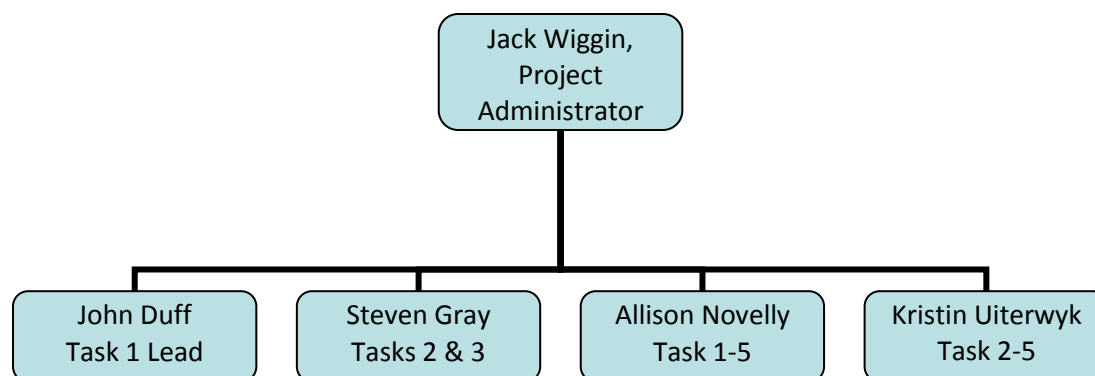 Jack Wiggin,
Project
Administrator
John Duff
Task 1 Lead
Steven Gray
Tasks 2 & 3
Allison Novelly
Task 1-5
Kristin Uiterwyk
Task 2-5